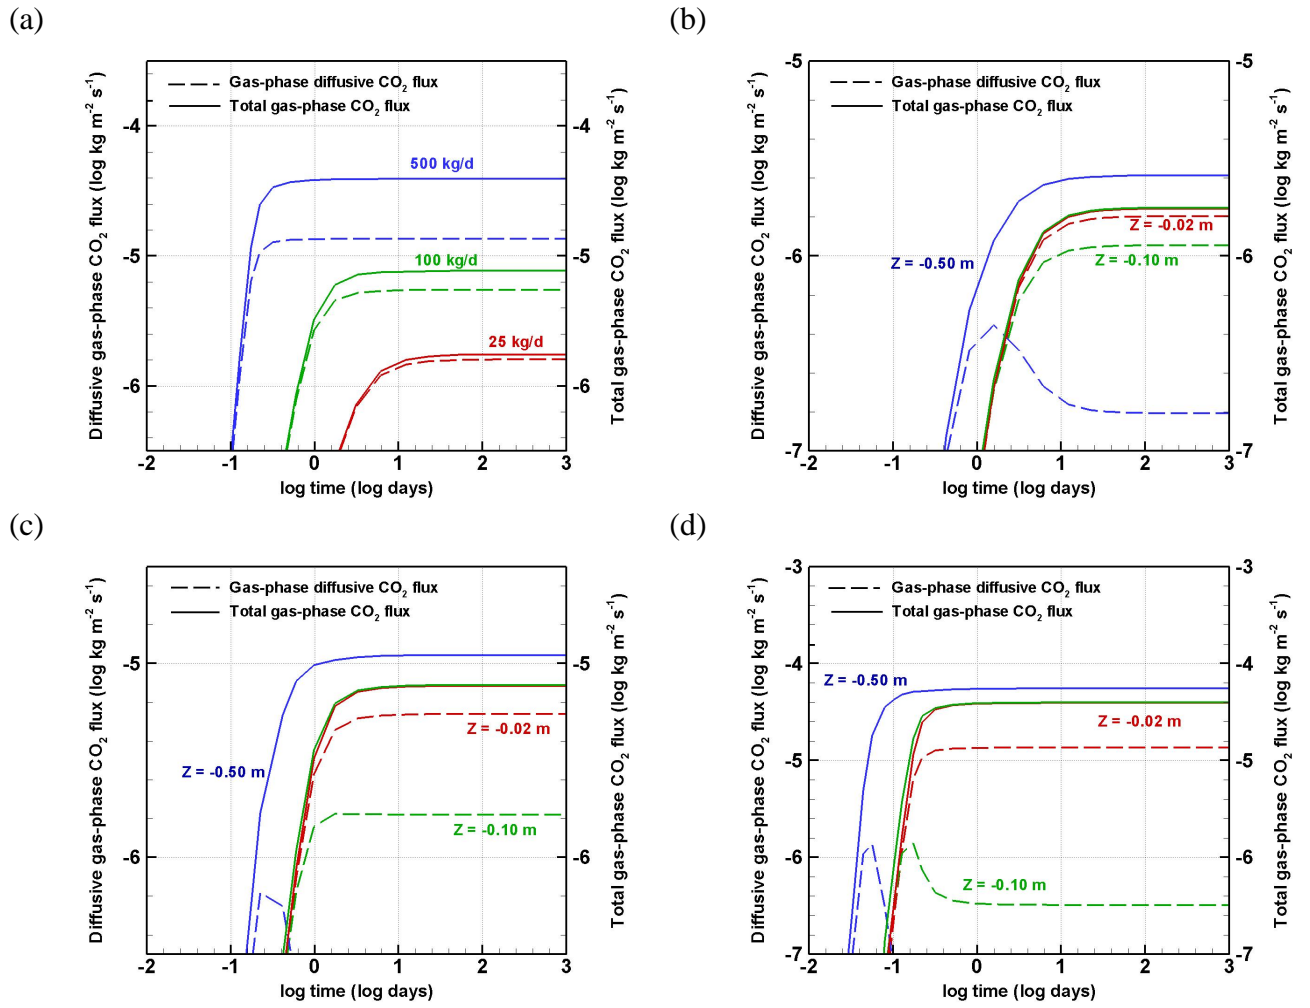 (a)
Gas-phase diffusive CO₂ flux
Total gas-phase CO₂ flux
500 kg/d
100 kg/d
25 kg/d
-4
-5
-6
-4
-5
-6
-2 -1 0 1 2 3
log time (log days)
Diffusive gas-phase CO₂ flux (log kg m⁻² s⁻¹)
Total gas-phase CO₂ flux (log kg m⁻² s⁻¹)
(b)
Gas-phase diffusive CO₂ flux
Total gas-phase CO₂ flux
Z = -0.02 m
Z = -0.50 m
Z = -0.10 m
-5
-6
-7
-5
-6
-7
-2 -1 0 1 2 3
log time (log days)
Diffusive gas-phase CO₂ flux (log kg m⁻² s⁻¹)
Total gas-phase CO₂ flux (log kg m⁻² s⁻¹)
(c)
Gas-phase diffusive CO₂ flux
Total gas-phase CO₂ flux
Z = -0.02 m
Z = -0.50 m
Z = -0.10 m
-5
-6
-5
-6
-2 -1 0 1 2 3
log time (log days)
Diffusive gas-phase CO₂ flux (log kg m⁻² s⁻¹)
Total gas-phase CO₂ flux (log kg m⁻² s⁻¹)
(d)
Gas-phase diffusive CO₂ flux
Total gas-phase CO₂ flux
Z = -0.50 m
Z = -0.02 m
Z = -0.10 m
-3
-4
-5
-6
-7
-3
-4
-5
-6
-7
-2 -1 0 1 2 3
log time (log days)
Diffusive gas-phase CO₂ flux (log kg m⁻² s⁻¹)
Total gas-phase CO₂ flux (log kg m⁻² s⁻¹)